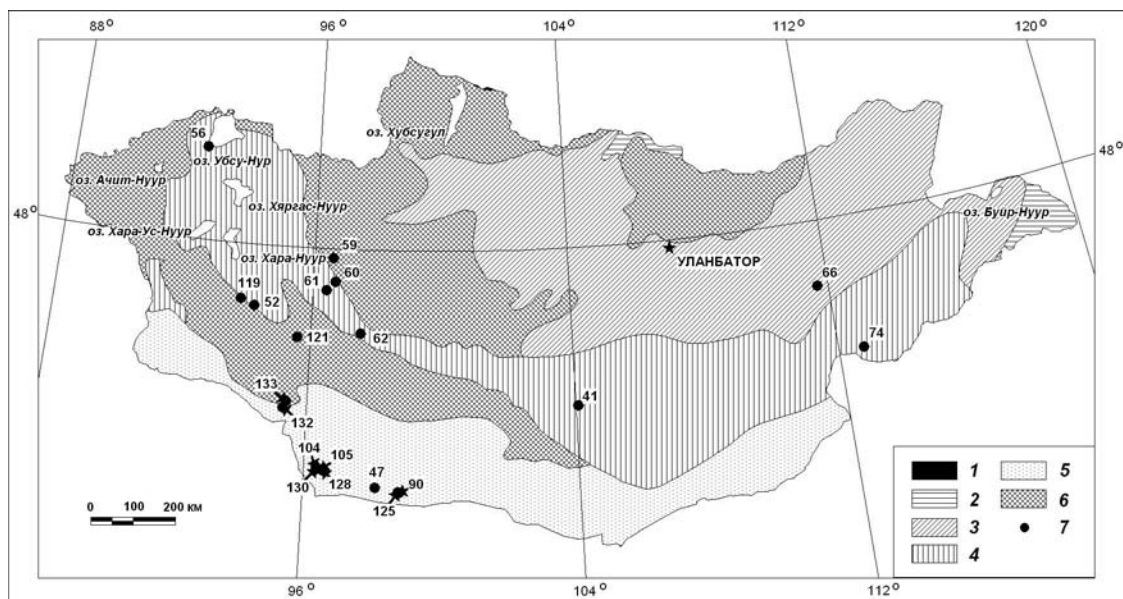 88° 96° 104° 112° 120°
56
оз. Хубсугул
оз. Убсу-Нур
48°
оз. Ачит-Нуур
оз. Хяргас-Нуур
48°
оз. Буйр-Нуур
оз. Хара-Ус-Нуур
оз. Хара-Нуур
59
УЛАНБАТОР
60
66
61
119
52
121
62
74
133
41
132
104 105
47 90
130 128
125
0 100 200 км
1 5
2 6
3 7
4
96° 104° 112°